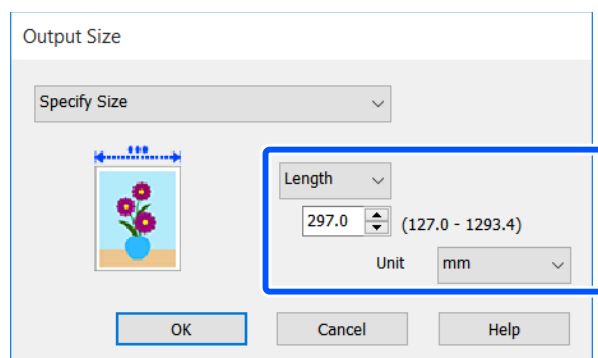 Output Size
Specify Size
Length
297.0 (127.0 - 1293.4)
Unit mm
OK Cancel Help